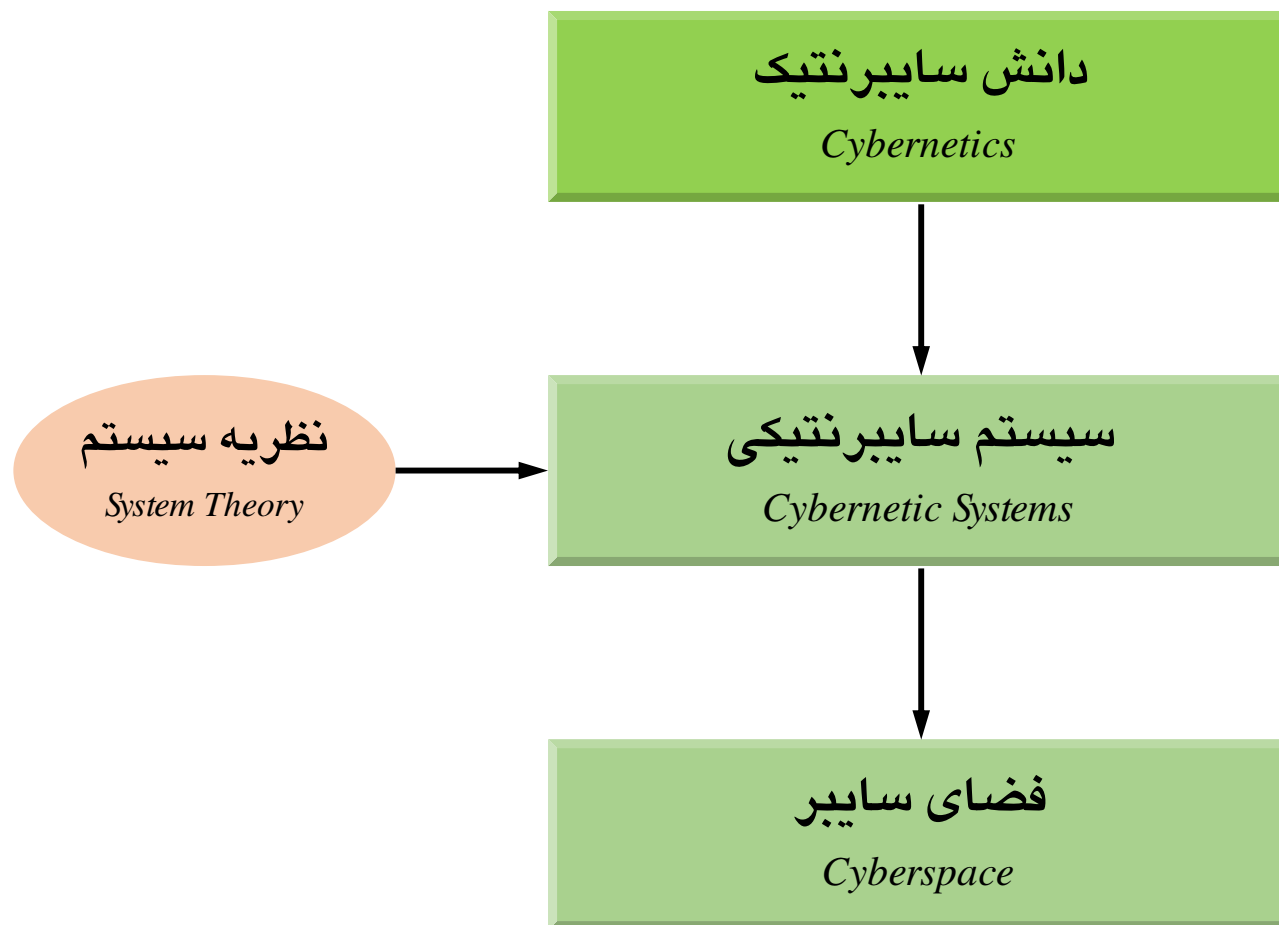 دانش سایبرنتیک
Cybernetics
نظریه سیستم
System Theory
سیستم سایبرنتیکی
Cybernetic Systems
فضای سایبر
Cyberspace